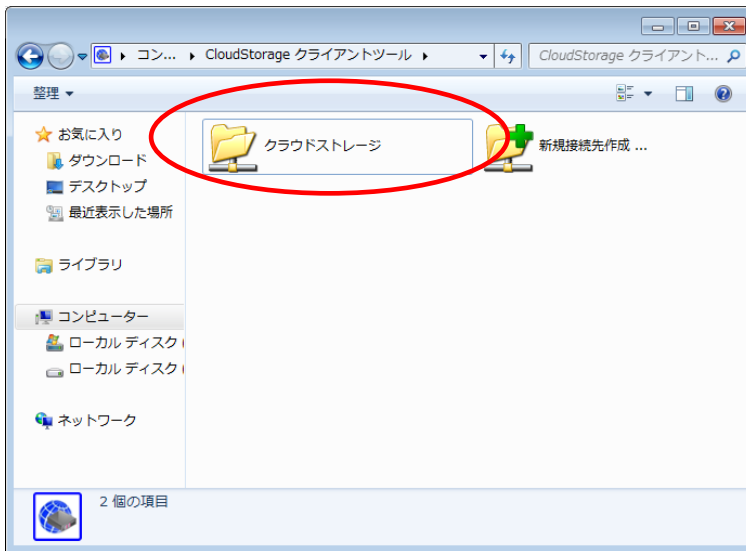 コン... CloudStorage クライアントツール CloudStorage クライアント...
整理
お気に入り
ダウンロード
デスクトップ
最近表示した場所
ライブラリ
コンピューター
ローカル ディスク (
ローカル ディスク (
ネットワーク
クラウドストレージ
新規接続先作成 ...
2 個の項目